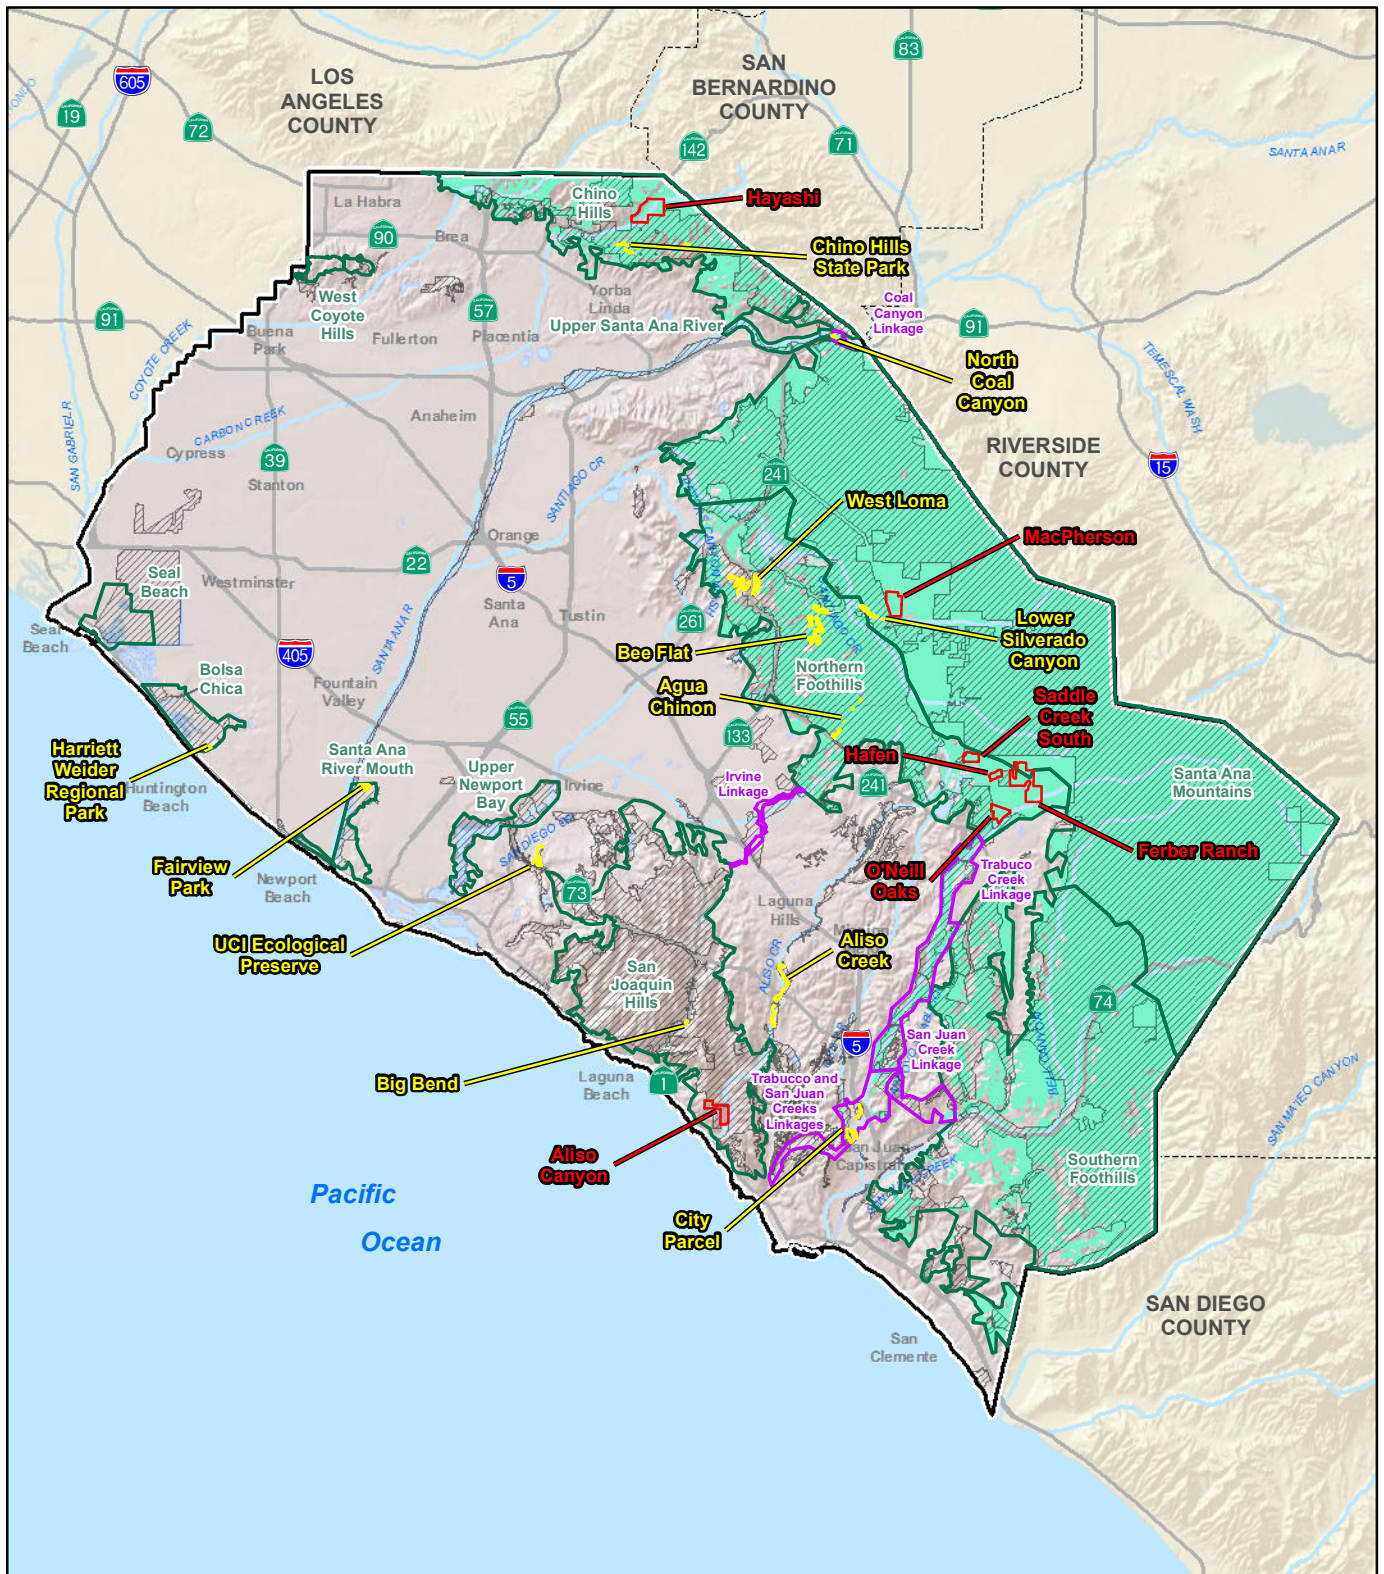 LOS
ANGELES
COUNTY
SAN
BERNARDINO
COUNTY
83
605
19
72
142
71
SANTA ANA R
La Habra
Chino
Hills
Hayashi
90
Brea
Chino Hills
State Park
Yorba
Linda
West
Coyote
Hills
57
Coal
Canyon
Linkage
91
Buena
Park
Fullerton
Placentia
Upper Santa Ana River
91
COYOTE CREEK
North
Coal
Canyon
TEMESCAL WASH
SAN GABRIEL R
CARBON CREEK
Anaheim
Cypress
39
Stanton
RIVERSIDE
COUNTY
15
241
SANTIAGO CR
West Loma
Orange
22
5
MacPherson
Seal
Beach
Westminster
Santa
Ana
Tustin
261
SANTIAGO CR
Lower
Silverado
Canyon
Seal
Beach
405
SANTA ANA R
Bee Flat
Northern
Foothills
Bolsa
Chica
Fountain
Valley
Agua
Chinon
Saddle
Creek
South
55
133
Harriett
Weider
Regional
Park
Huntington
Beach
Santa Ana
River Mouth
Upper
Newport
Bay
Irvine
Irvine
Linkage
Hafen
241
Santa Ana
Mountains
SAN DIEGO CR
Fairview
Park
Newport
Beach
73
O'Neill
Oaks
Trabuco
Creek
Linkage
Ferber Ranch
Laguna
Hills
UCI Ecological
Preserve
Aliso
Creek
San
Joaquin
Hills
ALISO CR
74
5
San Juan
Creek
Linkage
BELL CANYON
Big Bend
Laguna
Beach
1
Trabucco and
San Juan
Creeks
Linkages
SAN MATEO CANYON
Aliso
Canyon
San Juan
Capistrano
Southern
Foothills
Pacific
Ocean
City
Parcel
SAN DIEGO
COUNTY
San
Clemente